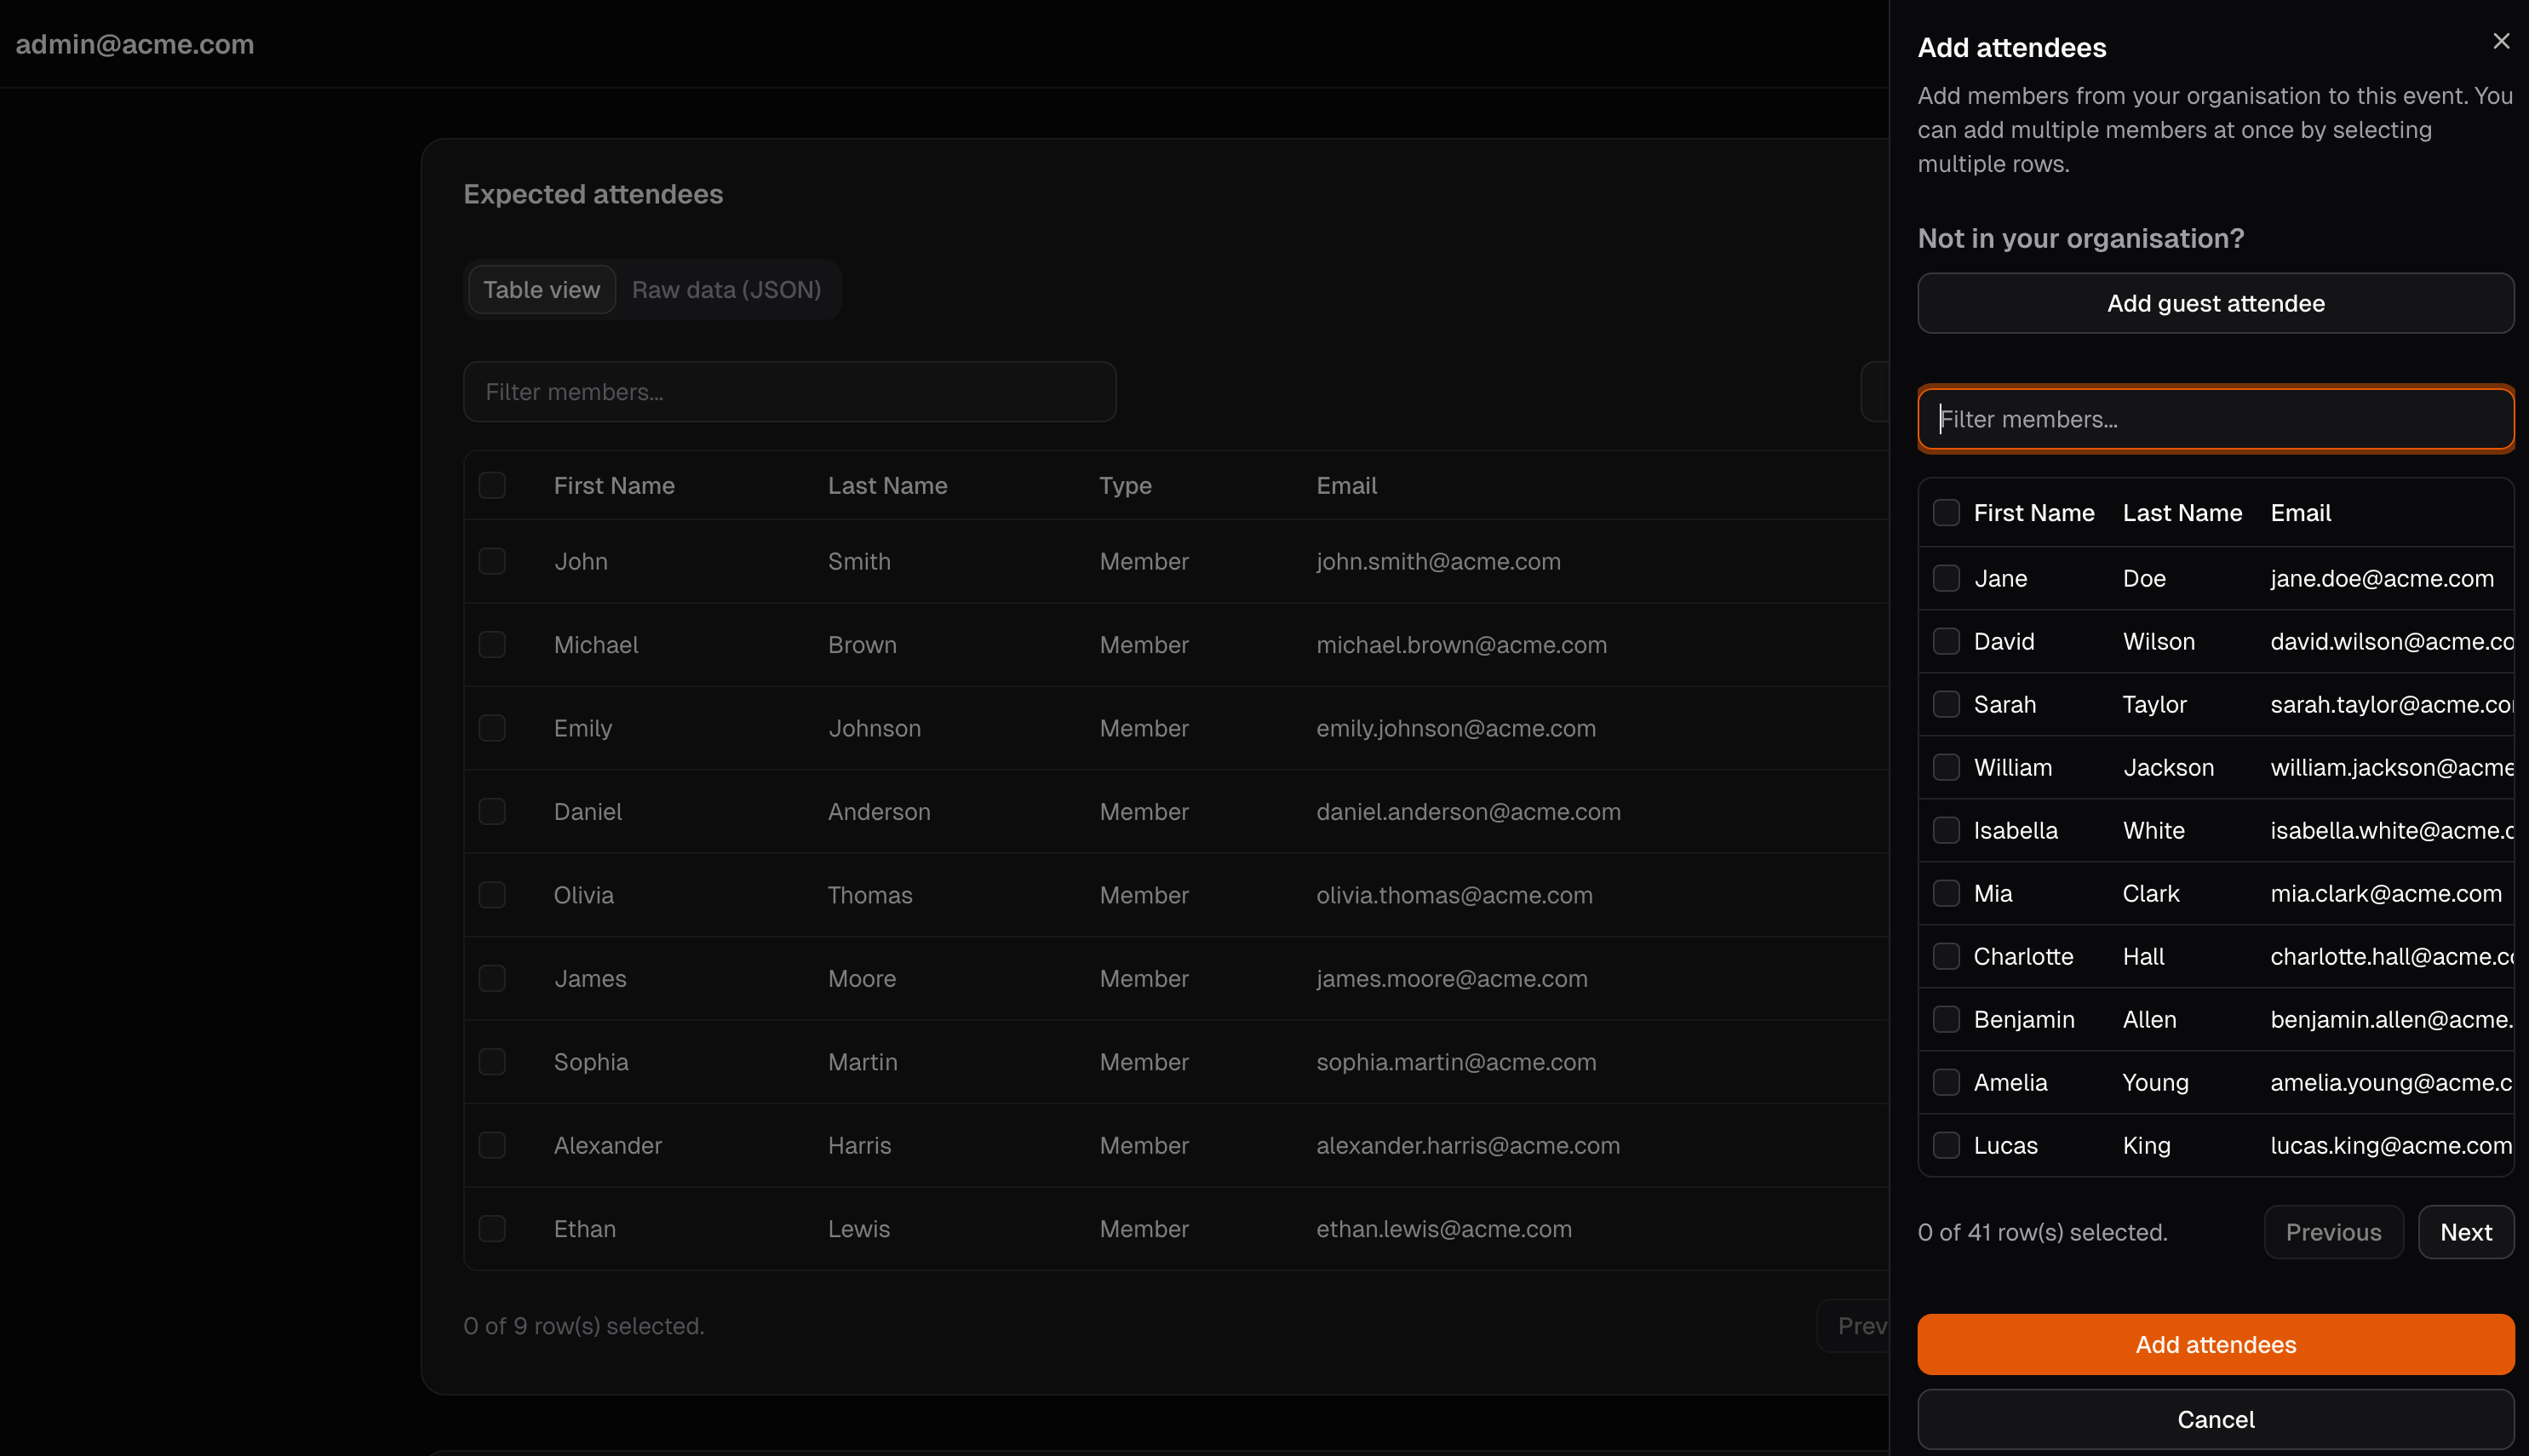 admin@acme.com
Expected attendees
Table view Raw data (JSON)
Filter members...
First Name Last Name Type Email
John Smith Member john.smith@acme.com
Michael Brown Member michael.brown@acme.com
Emily Johnson Member emily.johnson@acme.com
Daniel Anderson Member daniel.anderson@acme.com
Olivia Thomas Member olivia.thomas@acme.com
James Moore Member james.moore@acme.com
Sophia Martin Member sophia.martin@acme.com
Alexander Harris Member alexander.harris@acme.com
Ethan Lewis Member ethan.lewis@acme.com
0 of 9 row(s) selected.
Prev
Add attendees
Add members from your organisation to this event. You
can add multiple members at once by selecting
multiple rows.
Not in your organisation?
Add guest attendee
Filter members...
First Name Last Name Email
Jane Doe jane.doe@acme.com
David Wilson david.wilson@acme.co
Sarah Taylor sarah.taylor@acme.co
William Jackson william.jackson@acme
Isabella White isabella.white@acme.c
Mia Clark mia.clark@acme.com
Charlotte Hall charlotte.hall@acme.c
Benjamin Allen benjamin.allen@acme.
Amelia Young amelia.young@acme.c
Lucas King lucas.king@acme.com
0 of 41 row(s) selected.
Previous Next
Add attendees
Cancel